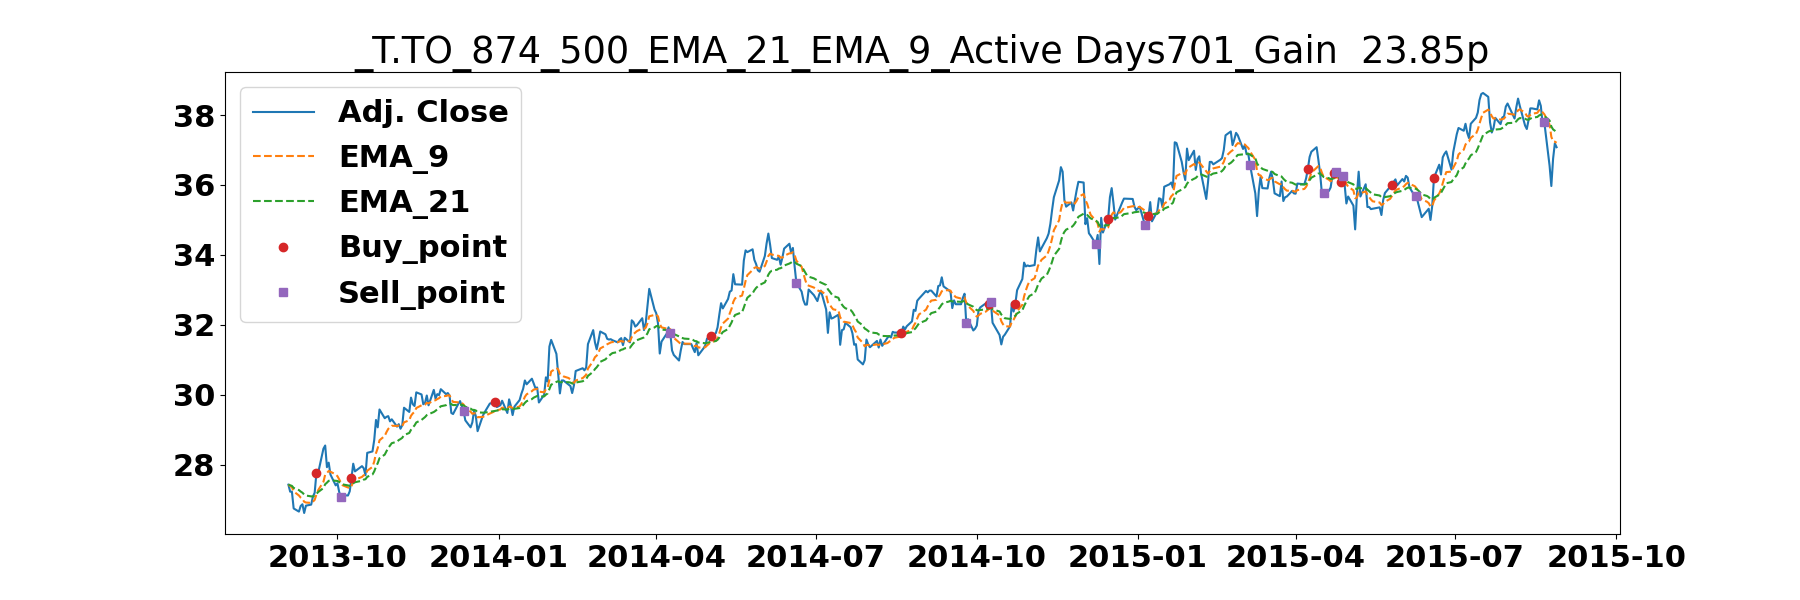 _T.TO_874_500_EMA_21_EMA_9_Active Days701_Gain  23.85p
Adj. Close
EMA_9
EMA_21
Buy_point
Sell_point
38
36
34
32
30
28
2013-10 2014-01 2014-04 2014-07 2014-10 2015-01 2015-04 2015-07 2015-10